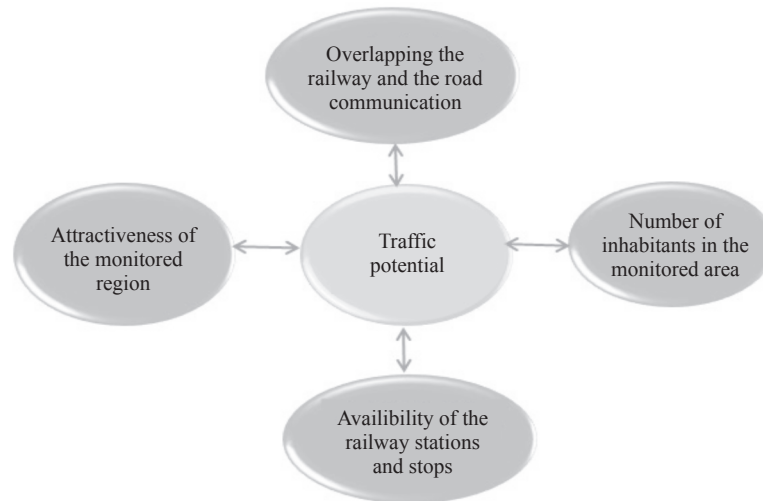 Overlapping the
railway and the road
communication
Attractiveness of
the monitored
region
Traffic
potential
Number of
inhabitants in the
monitored area
Availibility of the
railway stations
and stops